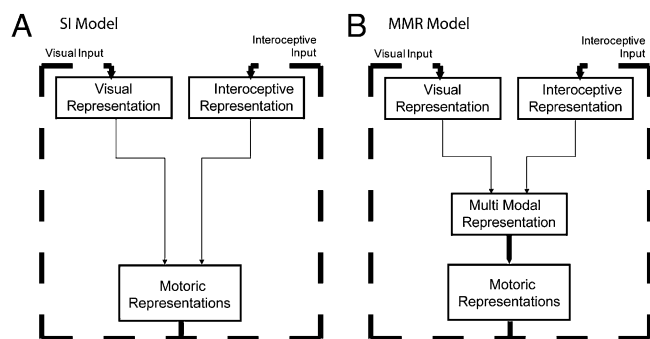 A SI Model
Visual Input
Interoceptive
Input
Visual
Representation
Interoceptive
Representation
Motoric
Representations
B MMR Model
Visual Input
Interoceptive
Input
Visual
Representation
Interoceptive
Representation
Multi Modal
Representation
Motoric
Representations